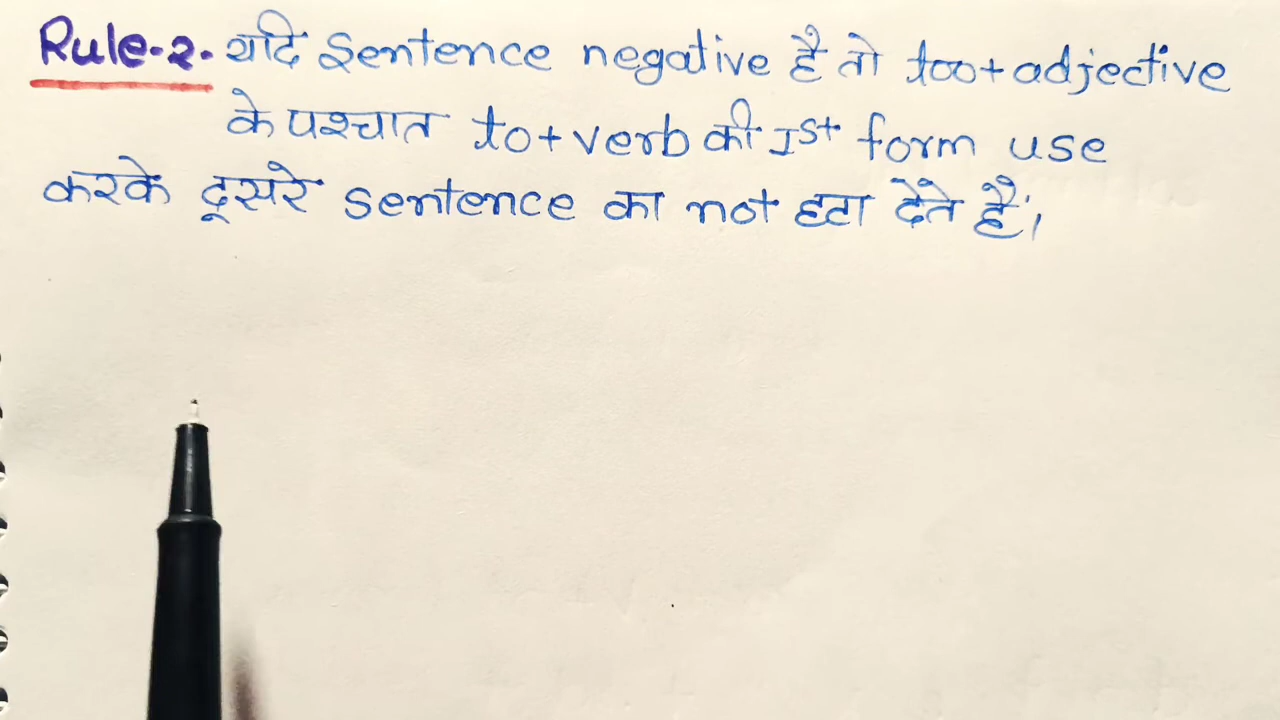 Rule-2. यदि Sentence negative है तो too+adjective
के पश्चात to+verb की Ist form use
करके दूसरे sentence का not हटा देते हैं।